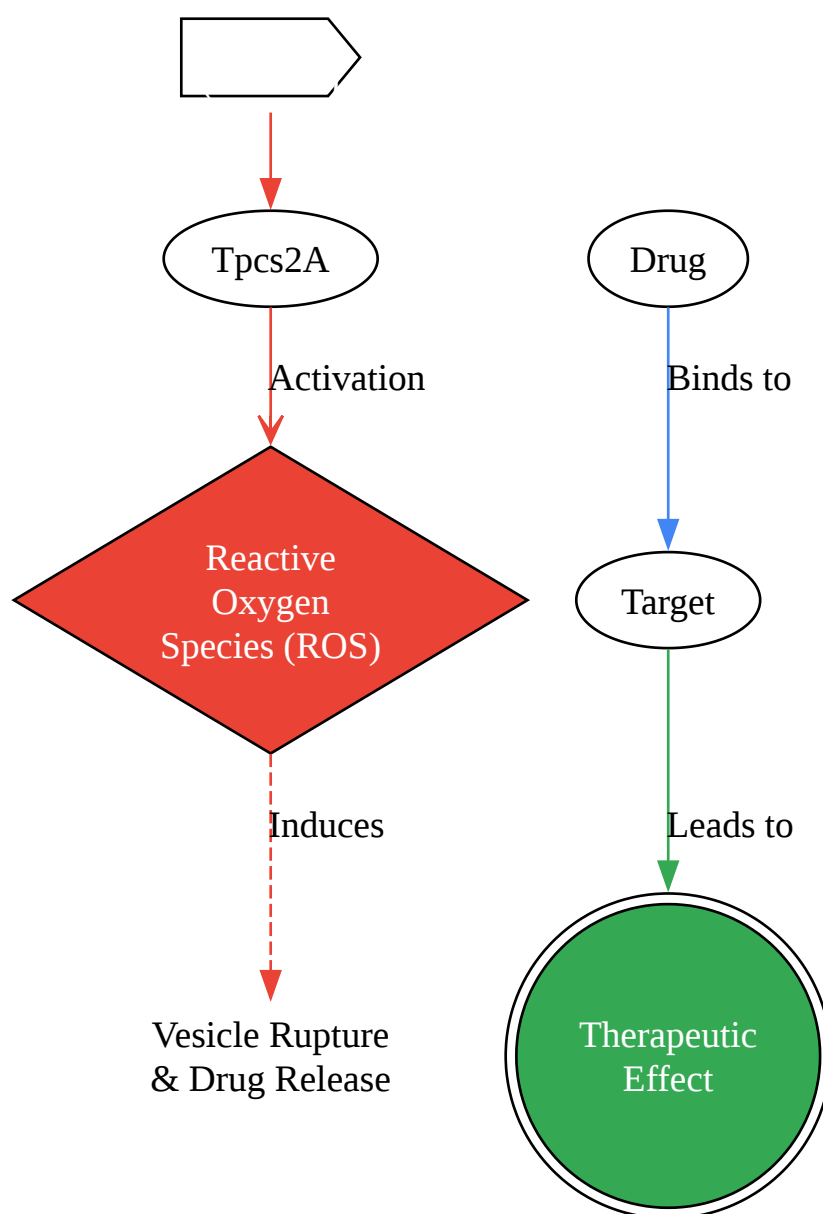 Tpcs2A
Drug
Activation
Binds to
Reactive
Oxygen
Species (ROS)
Target
Induces
Leads to
Vesicle Rupture
& Drug Release
Therapeutic
Effect